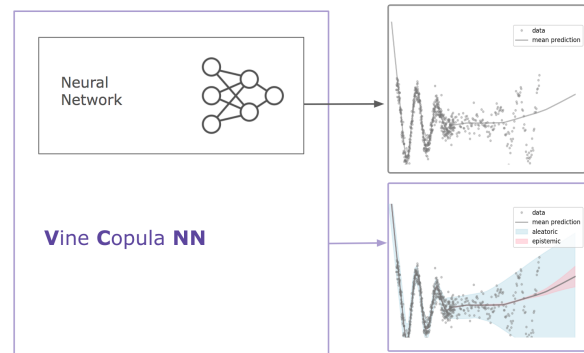 Neural
Network
Vine Copula NN
data
mean prediction
data
mean prediction
aleatoric
epistemic